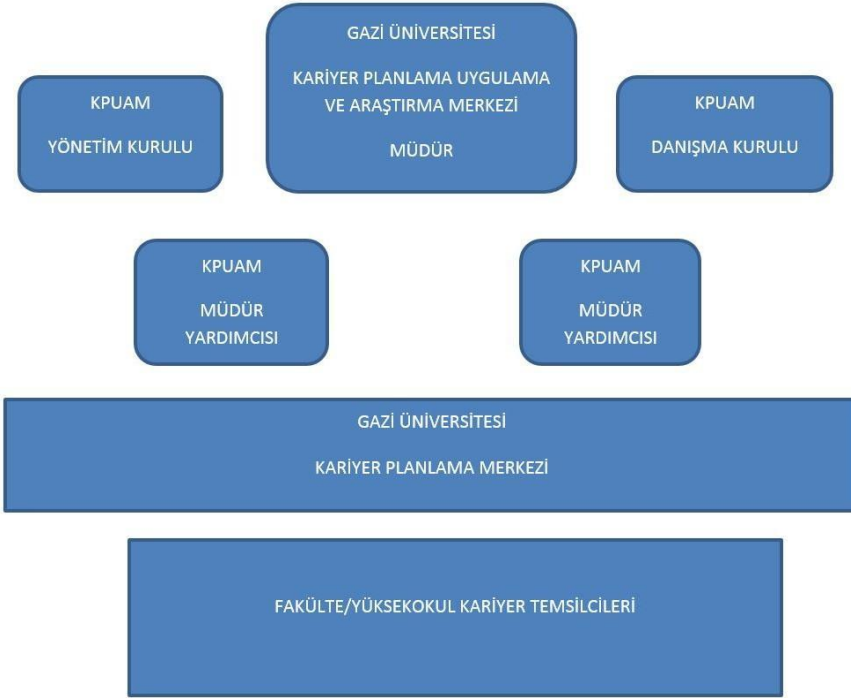 GAZİ ÜNİVERSİTESİ
KARİYER PLANLAMA UYGULAMA
VE ARAŞTIRMA MERKEZİ
MÜDÜR
KPUAM
YÖNETİM KURULU
KPUAM
DANIŞMA KURULU
KPUAM
MÜDÜR
YARDIMCISI
KPUAM
MÜDÜR
YARDIMCISI
GAZİ ÜNİVERSİTESİ
KARİYER PLANLAMA MERKEZİ
FAKÜLTE/YÜKSEKOKUL KARİYER TEMSİLCİLERİ